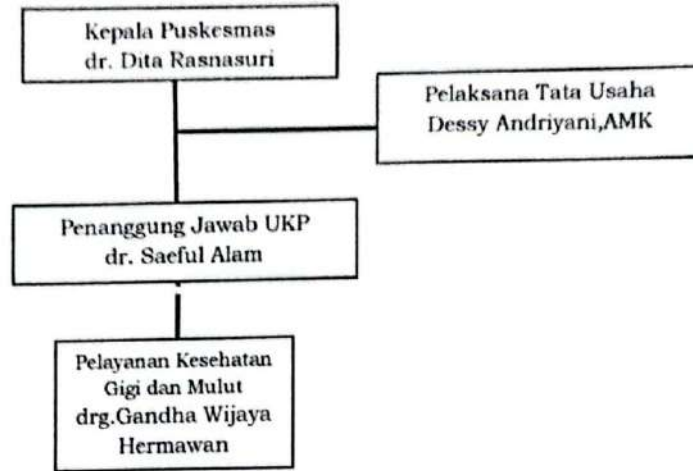 Kepala Puskesmas
dr. Dita Rasnasuri
Pelaksana Tata Usaha
Dessy Andriyani,AMK
Penanggung Jawab UKP
dr. Saeful Alam
Pelayanan Kesehatan
Gigi dan Mulut
drg.Gandha Wijaya
Hermawan